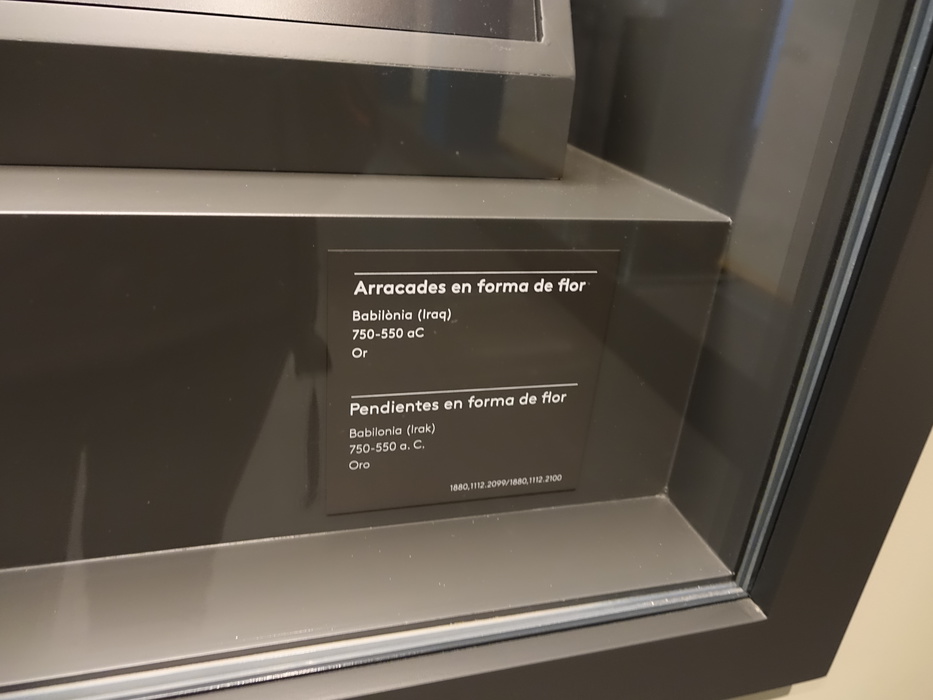 Arracades en forma de flor
Babilònia (Iraq)
750-550 aC
Or
Pendientes en forma de flor
Babilonia (Irak)
750-550 a. C.
Oro
1880,1112.2099/1880,1112.2100